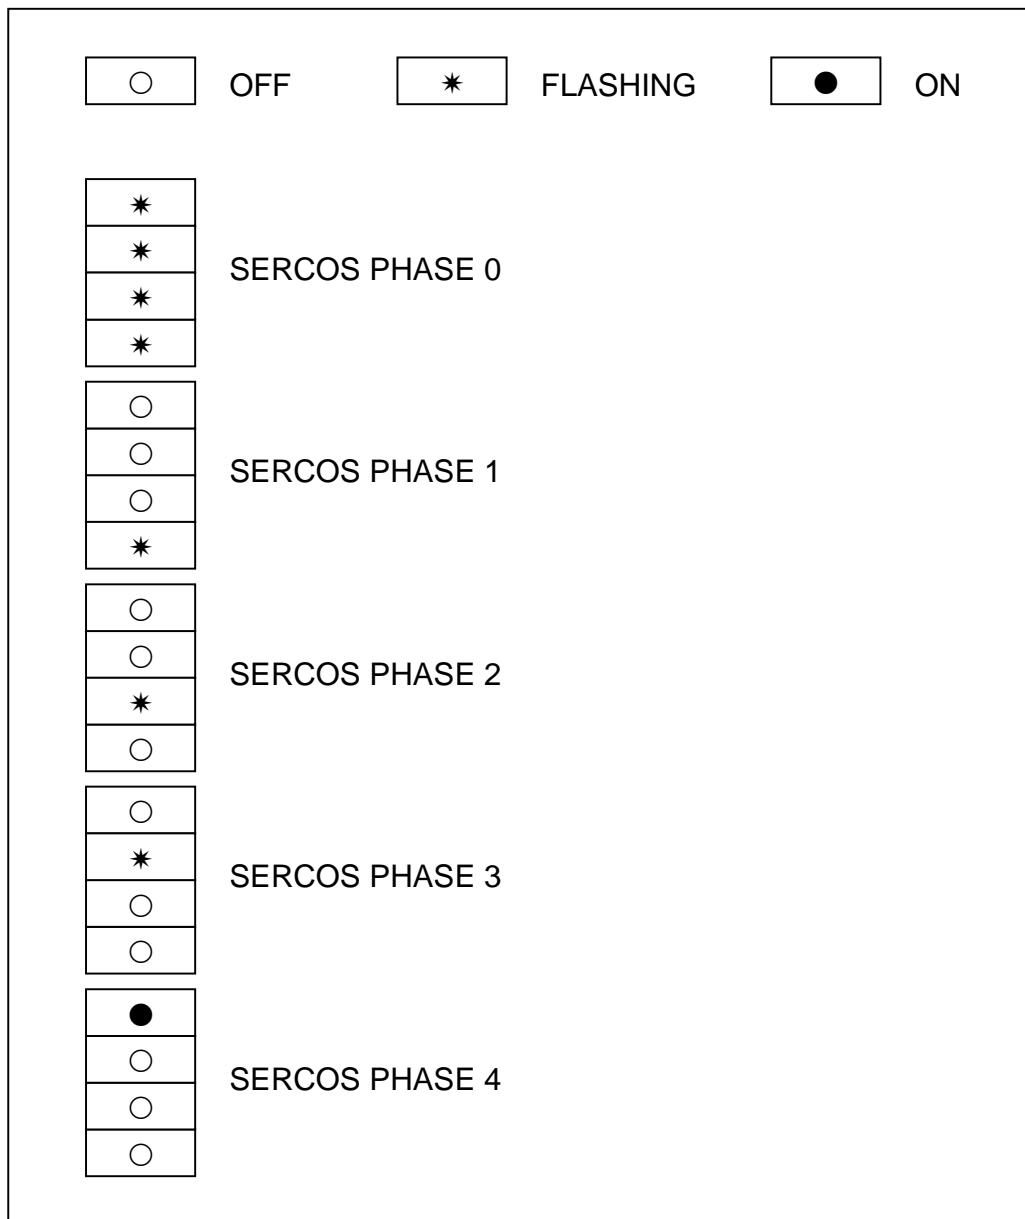 OFF FLASHING ON
SERCOS PHASE 0
SERCOS PHASE 1
SERCOS PHASE 2
SERCOS PHASE 3
SERCOS PHASE 4